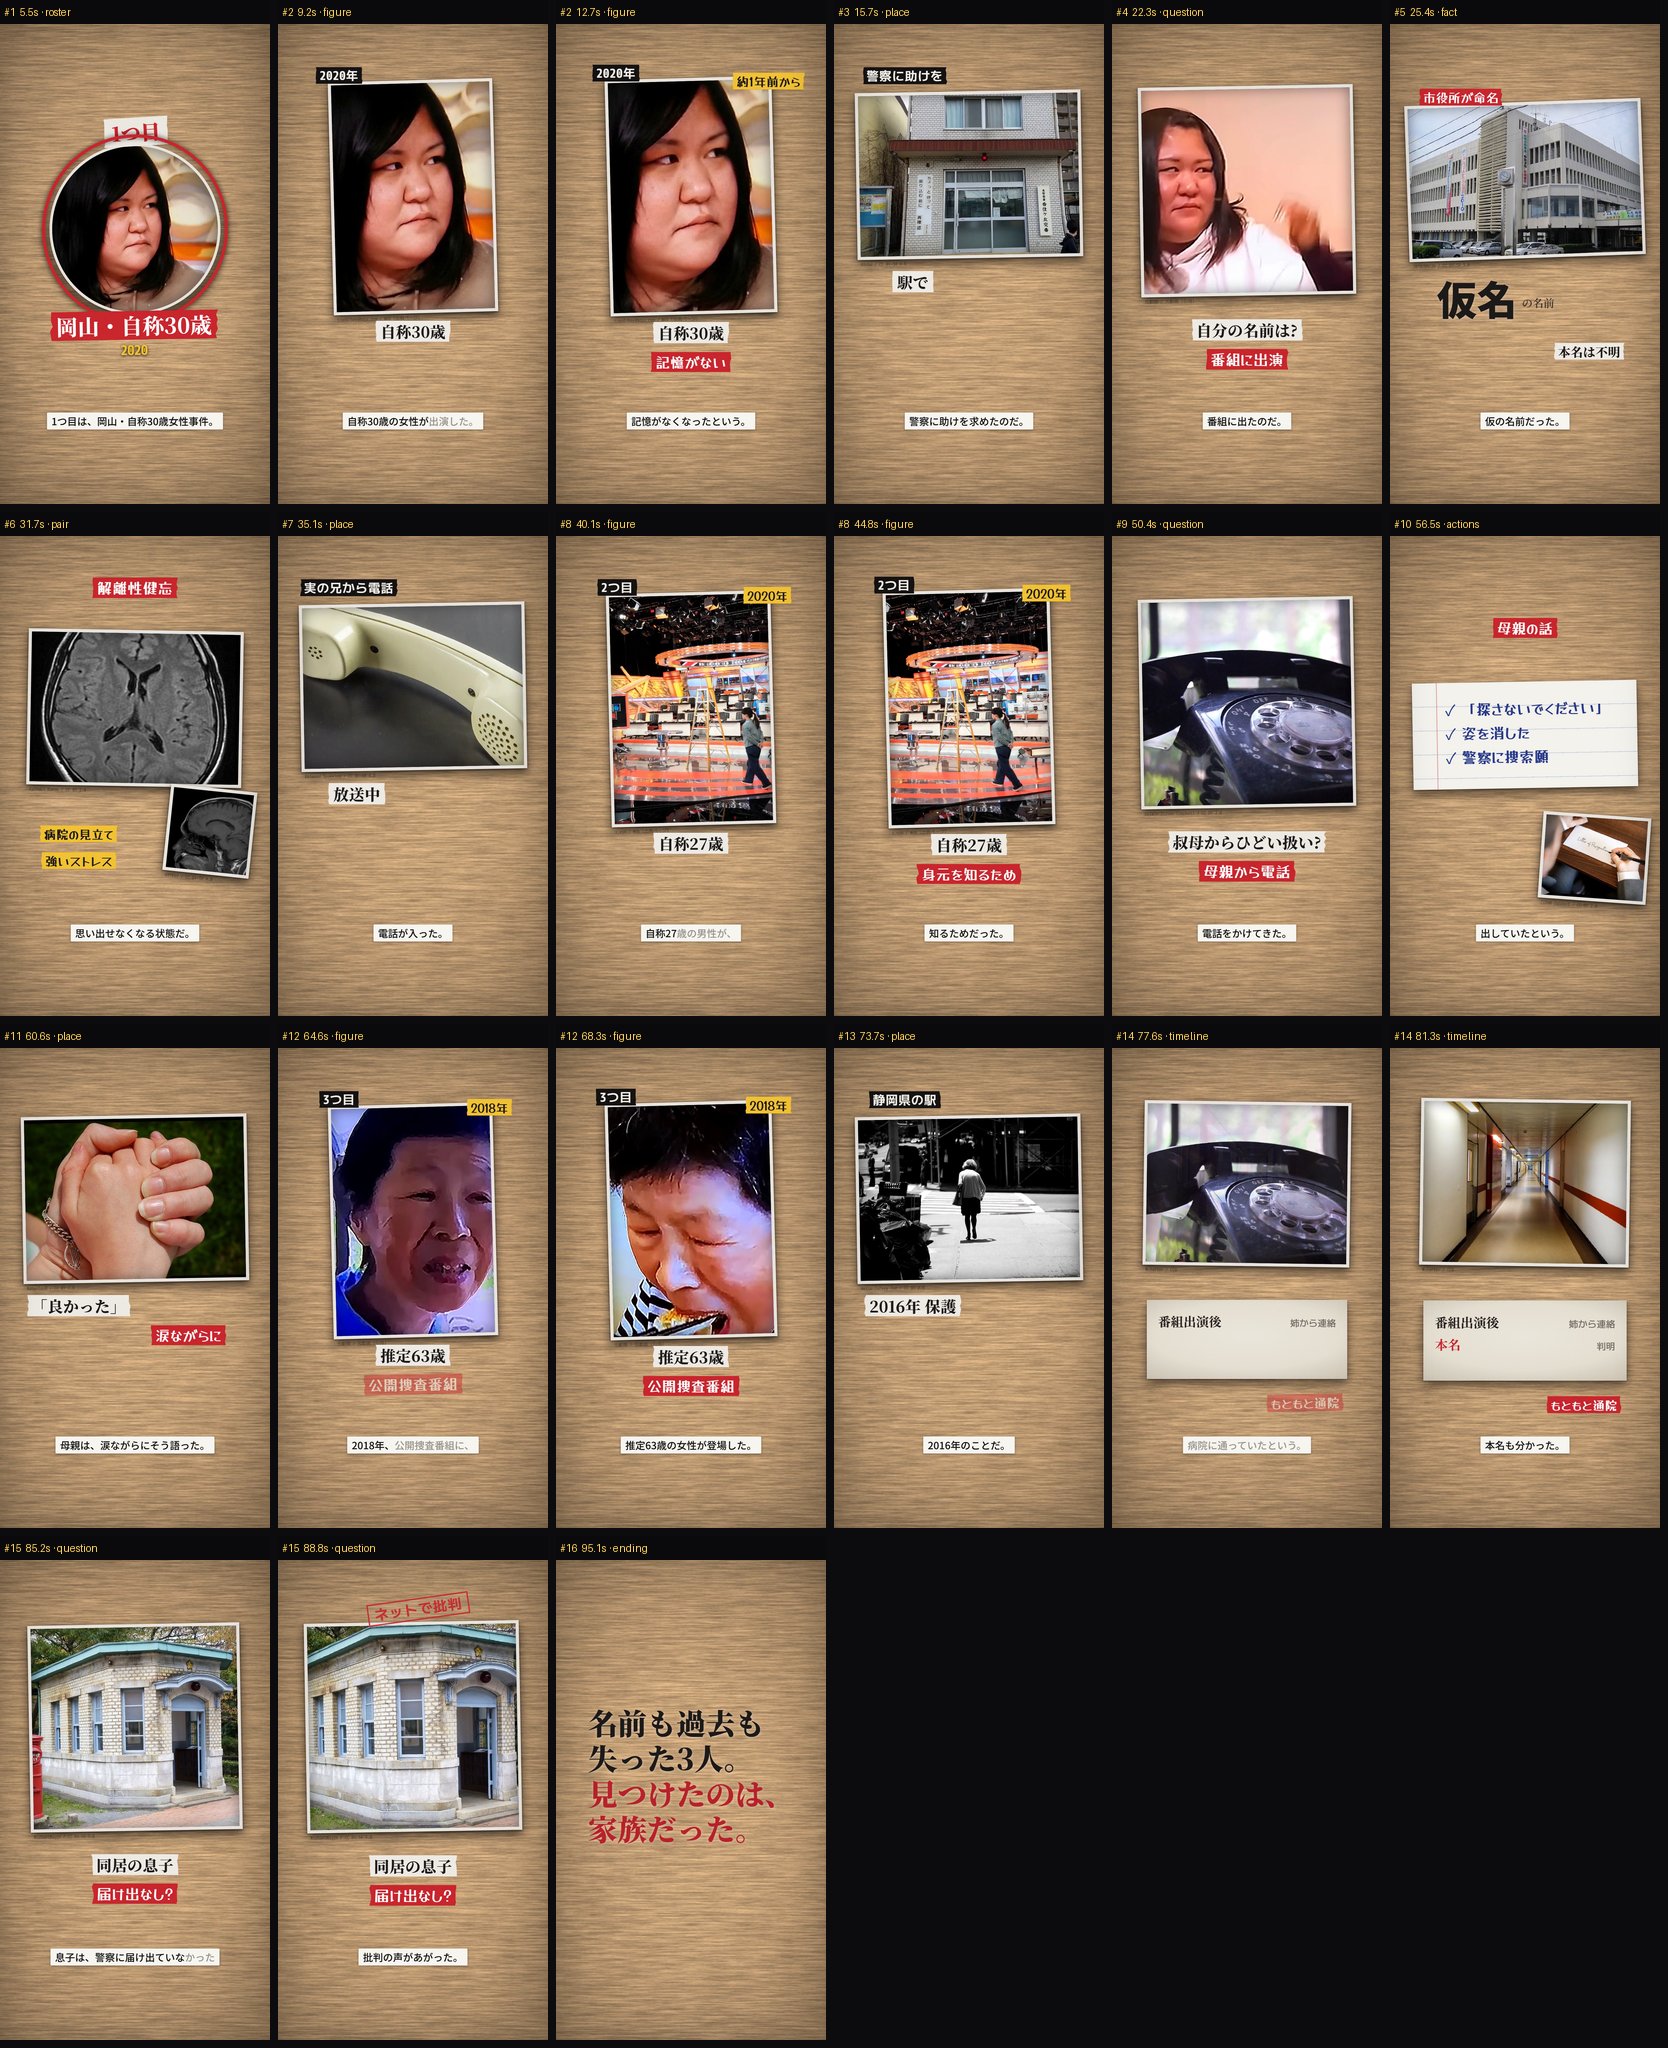 #1 5.5s·roster
1つ目
岡山・自称30歳
2020
1つ目は、岡山・自称30歳女性事件。
#2 9.2s·figure
2020年
自称30歳
自称30歳の女性が出演した。
#2 12.7s·figure
2020年
約1年前から
自称30歳
記憶がない
記憶がなくなったという。
#3 15.7s·place
警察に助けを
駅で
警察に助けを求めたのだ。
#4 22.3s·question
自分の名前は?
番組に出演
番組に出たのだ。
#5 25.4s·fact
市役所が命名
仮名 の名前
本名は不明
仮の名前だった。
#6 31.7s·pair
解離性健忘
病院の見立て
強いストレス
思い出せなくなる状態だ。
#7 35.1s·place
実の兄から電話
放送中
電話が入った。
#8 40.1s·figure
2つ目
2020年
自称27歳
自称27歳の男性が、
#8 44.8s·figure
2つ目
2020年
自称27歳
身元を知るため
知るためだった。
#9 50.4s·question
叔母からひどい扱い?
母親から電話
電話をかけてきた。
#10 56.5s·actions
母親の話
✓ 「探さないでください」
✓ 姿を消した
✓ 警察に捜索願
出していたという。
#11 60.6s·place
「良かった」
涙ながらに
母親は、涙ながらにそう語った。
#12 64.6s·figure
3つ目
2018年
推定63歳
公開捜査番組
2018年、公開捜査番組に、
#12 68.3s·figure
3つ目
2018年
推定63歳
公開捜査番組
推定63歳の女性が登場した。
#13 73.7s·place
静岡県の駅
2016年 保護
2016年のことだ。
#14 77.6s·timeline
番組出演後 姉から連絡
もともと通院
病院に通っていたという。
#14 81.3s·timeline
番組出演後 姉から連絡
本名 判明
もともと通院
本名も分かった。
#15 85.2s·question
同居の息子
届け出なし?
息子は、警察に届け出ていなかった
#15 88.8s·question
ネットで批判
同居の息子
届け出なし?
批判の声があがった。
#16 95.1s·ending
名前も過去も
失った3人。
見つけたのは、
家族だった。